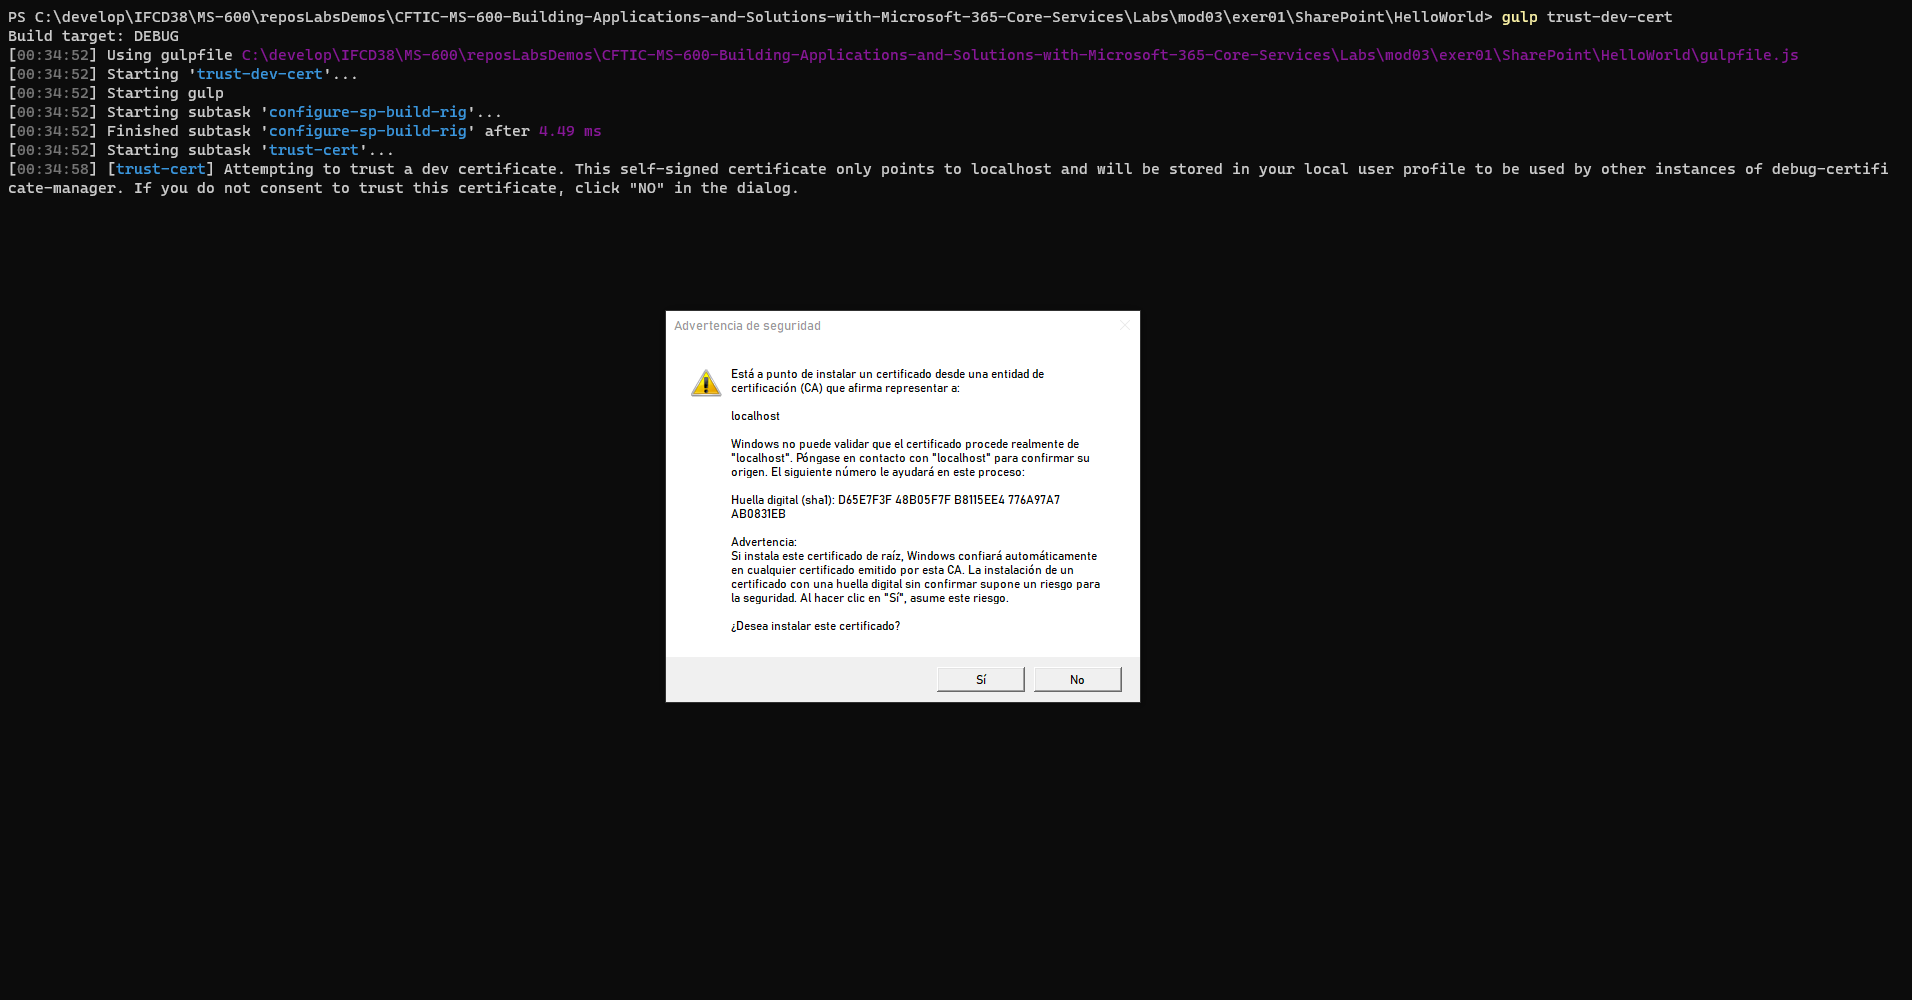 PS C:\develop\IFCD38\MS-600\reposLabsDemos\CFTIC-MS-600-Building-Applications-and-Solutions-with-Microsoft-365-Core-Services\Labs\mod03\exer01\SharePoint\HelloWorld> gulp trust-dev-cert
Build target: DEBUG
[00:34:52] Using gulpfile C:\develop\IFCD38\MS-600\reposLabsDemos\CFTIC-MS-600-Building-Applications-and-Solutions-with-Microsoft-365-Core-Services\Labs\mod03\exer01\SharePoint\HelloWorld\gulpfile.js
[00:34:52] Starting 'trust-dev-cert'...
[00:34:52] Starting gulp
[00:34:52] Starting subtask 'configure-sp-build-rig'...
[00:34:52] Finished subtask 'configure-sp-build-rig' after 4.49 ms
[00:34:52] Starting subtask 'trust-cert'...
[00:34:58] [trust-cert] Attempting to trust a dev certificate. This self-signed certificate only points to localhost and will be stored in your local user profile to be used by other instances of debug-certifi
cate-manager. If you do not consent to trust this certificate, click "NO" in the dialog.
Advertencia de seguridad
Está a punto de instalar un certificado desde una entidad de
certificación (CA) que afirma representar a:
localhost
Windows no puede validar que el certificado procede realmente de
"localhost". Póngase en contacto con "localhost" para confirmar su
origen. El siguiente número le ayudará en este proceso:
Huella digital (sha1): D65E7F3F 48B05F7F B8115EE4 776A97A7
AB0831EB
Advertencia:
Si instala este certificado de raíz, Windows confiará automáticamente
en cualquier certificado emitido por esta CA. La instalación de un
certificado con una huella digital sin confirmar supone un riesgo para
la seguridad. Al hacer clic en "Sí", asume este riesgo.
¿Desea instalar este certificado?
Sí
No